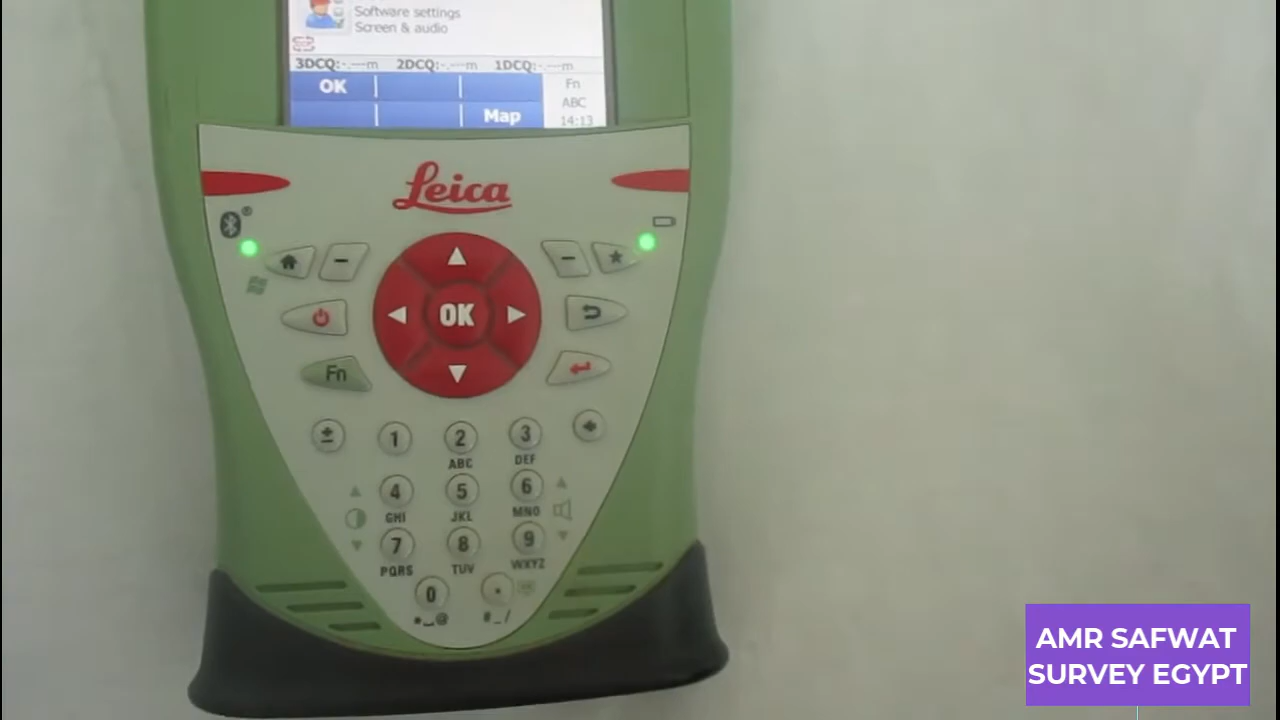 Software settings
Screen & audio
3DCQ:-.---m 2DCQ:-.---m 1DCQ:-.---m
OK
Fn
ABC
Map
14:13
Leica
OK
Fn
1 2 3
ABC DEF
4 5 6
GHI JKL MNO
7 8 9
PQRS TUV WXYZ
0 .
AMR SAFWAT
SURVEY EGYPT